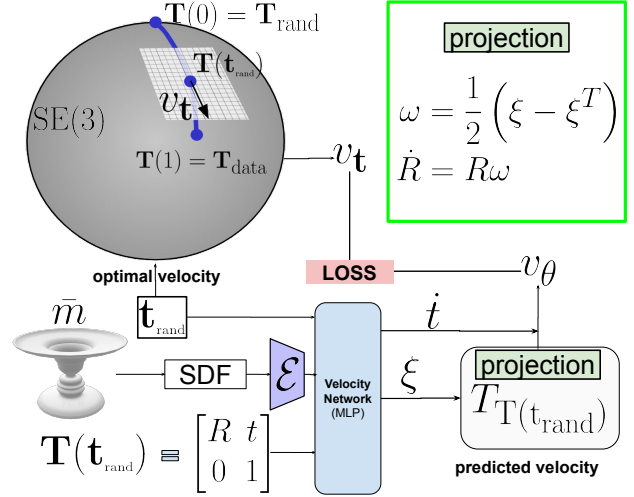 T(0) = T_rand
T(t_rand)
v_t
SE(3)
T(1) = T_data
projection
ω = 1/2 (ξ − ξ^T)
Ṙ = Rω
v_t
optimal velocity
LOSS
v_θ
m̄
t_rand
ṫ
SDF
ℰ
Velocity
Network
(MLP)
ξ
projection
T_T(t_rand)
T(t_rand) = [R t
0 1]
predicted velocity